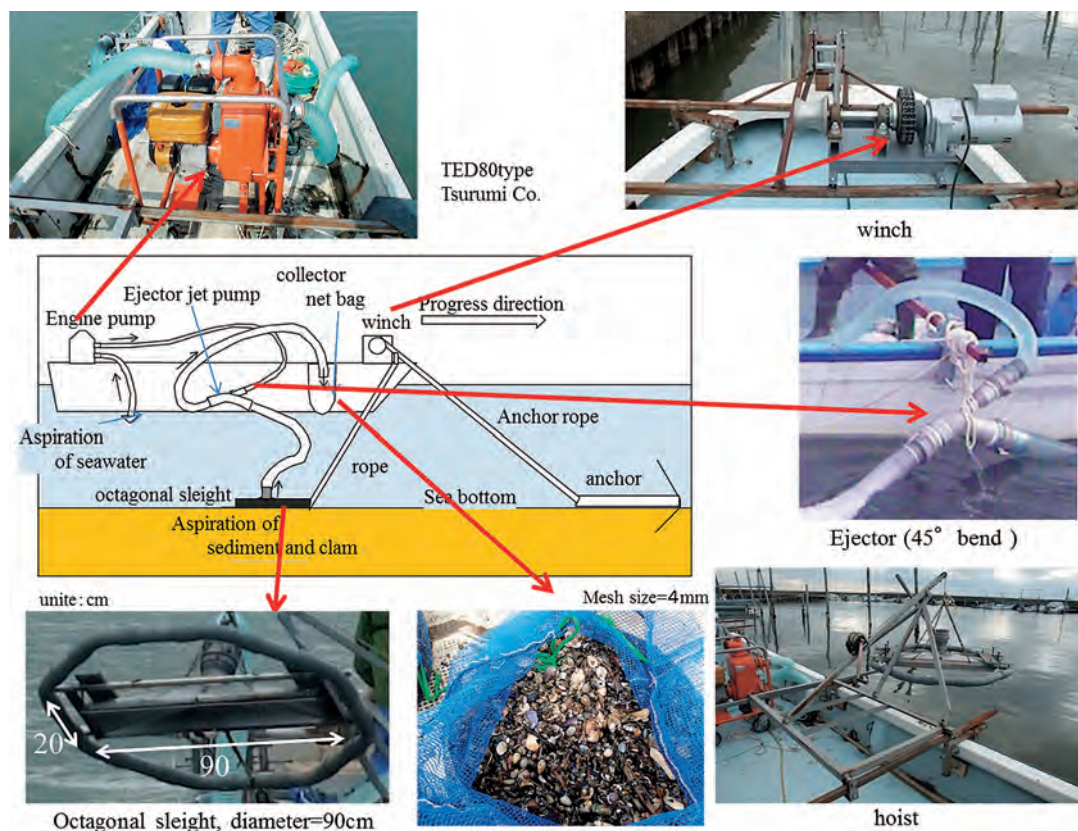 TED80type
Tsurumi Co.
winch
collector
net bag
Ejector jet pump
Engine pump
winch
Progress direction
Aspiration
of seawater
Anchor rope
rope
anchor
octagonal sleight
Sea bottom
Aspiration of
sediment and clam
Ejector (45° bend )
unite:cm
Mesh size=4mm
20
90
Octagonal sleight, diameter=90cm
hoist